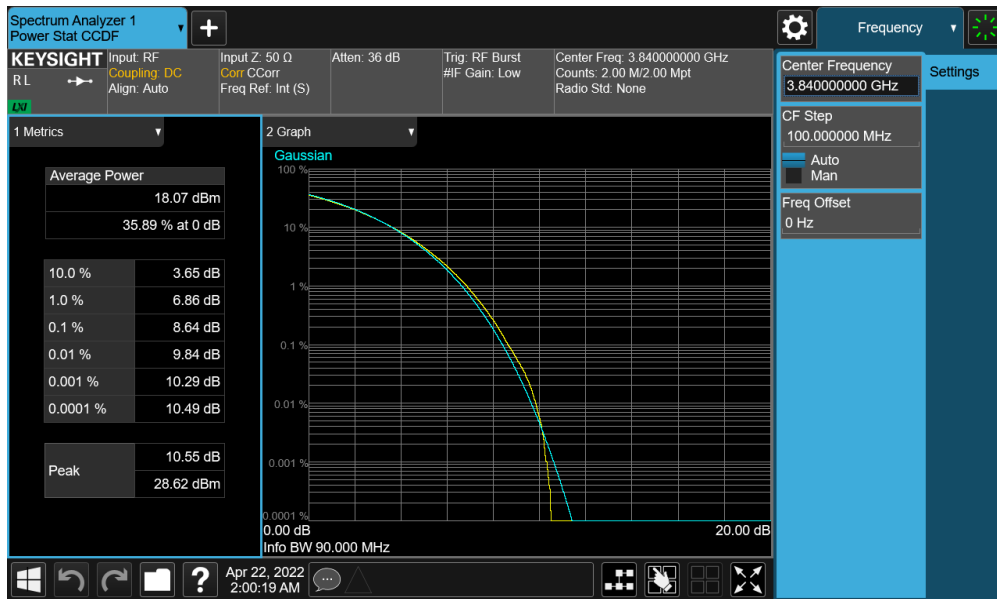 Spectrum Analyzer 1
Power Stat CCDF
+
Frequency
KEYSIGHT
R L
LXI
Input: RF
Coupling: DC
Align: Auto
Input Z: 50 Ω
Corr CCorr
Freq Ref: Int (S)
Atten: 36 dB
Trig: RF Burst
#IF Gain: Low
Center Freq: 3.840000000 GHz
Counts: 2.00 M/2.00 Mpt
Radio Std: None
Center Frequency
3.840000000 GHz
Settings
CF Step
100.000000 MHz
Auto
Man
Freq Offset
0 Hz
1 Metrics
Average Power
18.07 dBm
35.89 % at 0 dB
10.0 % 3.65 dB
1.0 % 6.86 dB
0.1 % 8.64 dB
0.01 % 9.84 dB
0.001 % 10.29 dB
0.0001 % 10.49 dB
Peak
10.55 dB
28.62 dBm
2 Graph
Gaussian
100 %
10 %
1 %
0.1 %
0.01 %
0.001 %
0.0001 %
0.00 dB 20.00 dB
Info BW 90.000 MHz
?
Apr 22, 2022
2:00:19 AM